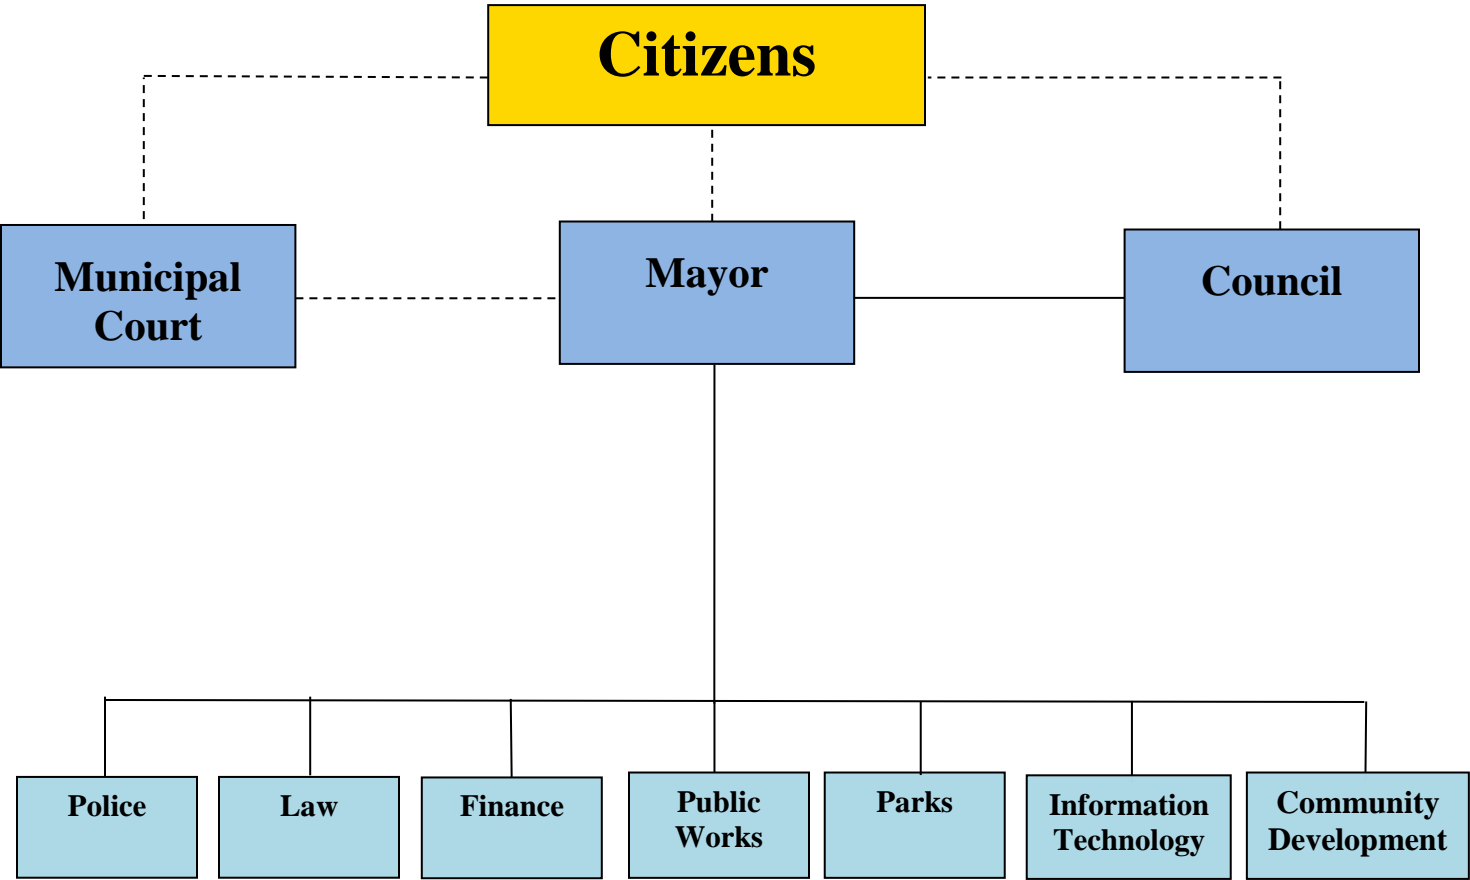 Citizens
Municipal
Court
Mayor
Council
Police
Law
Finance
Public
Works
Parks
Information
Technology
Community
Development